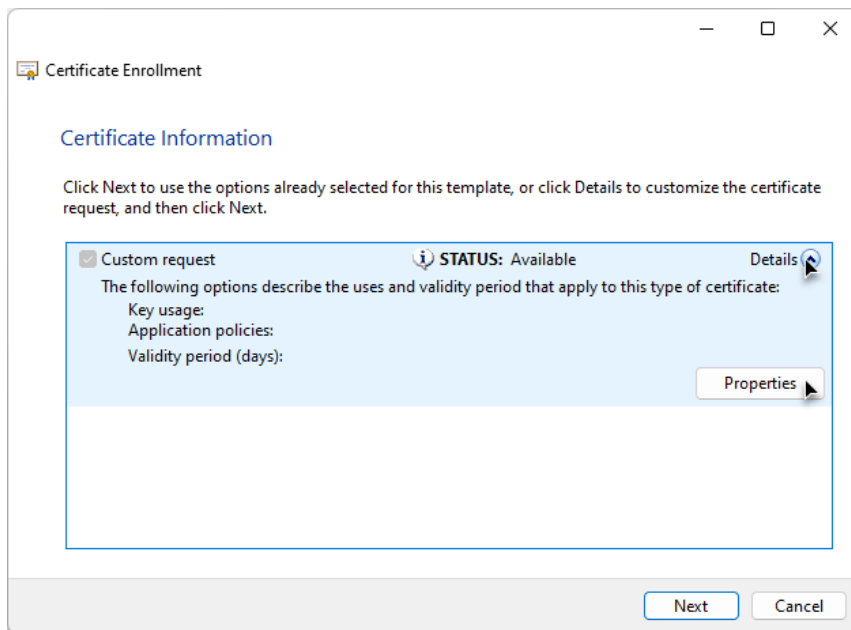 Certificate Enrollment
Certificate Information
Click Next to use the options already selected for this template, or click Details to customize the certificate
request, and then click Next.
Custom request STATUS: Available Details
The following options describe the uses and validity period that apply to this type of certificate:
Key usage:
Application policies:
Validity period (days):
Properties
Next Cancel